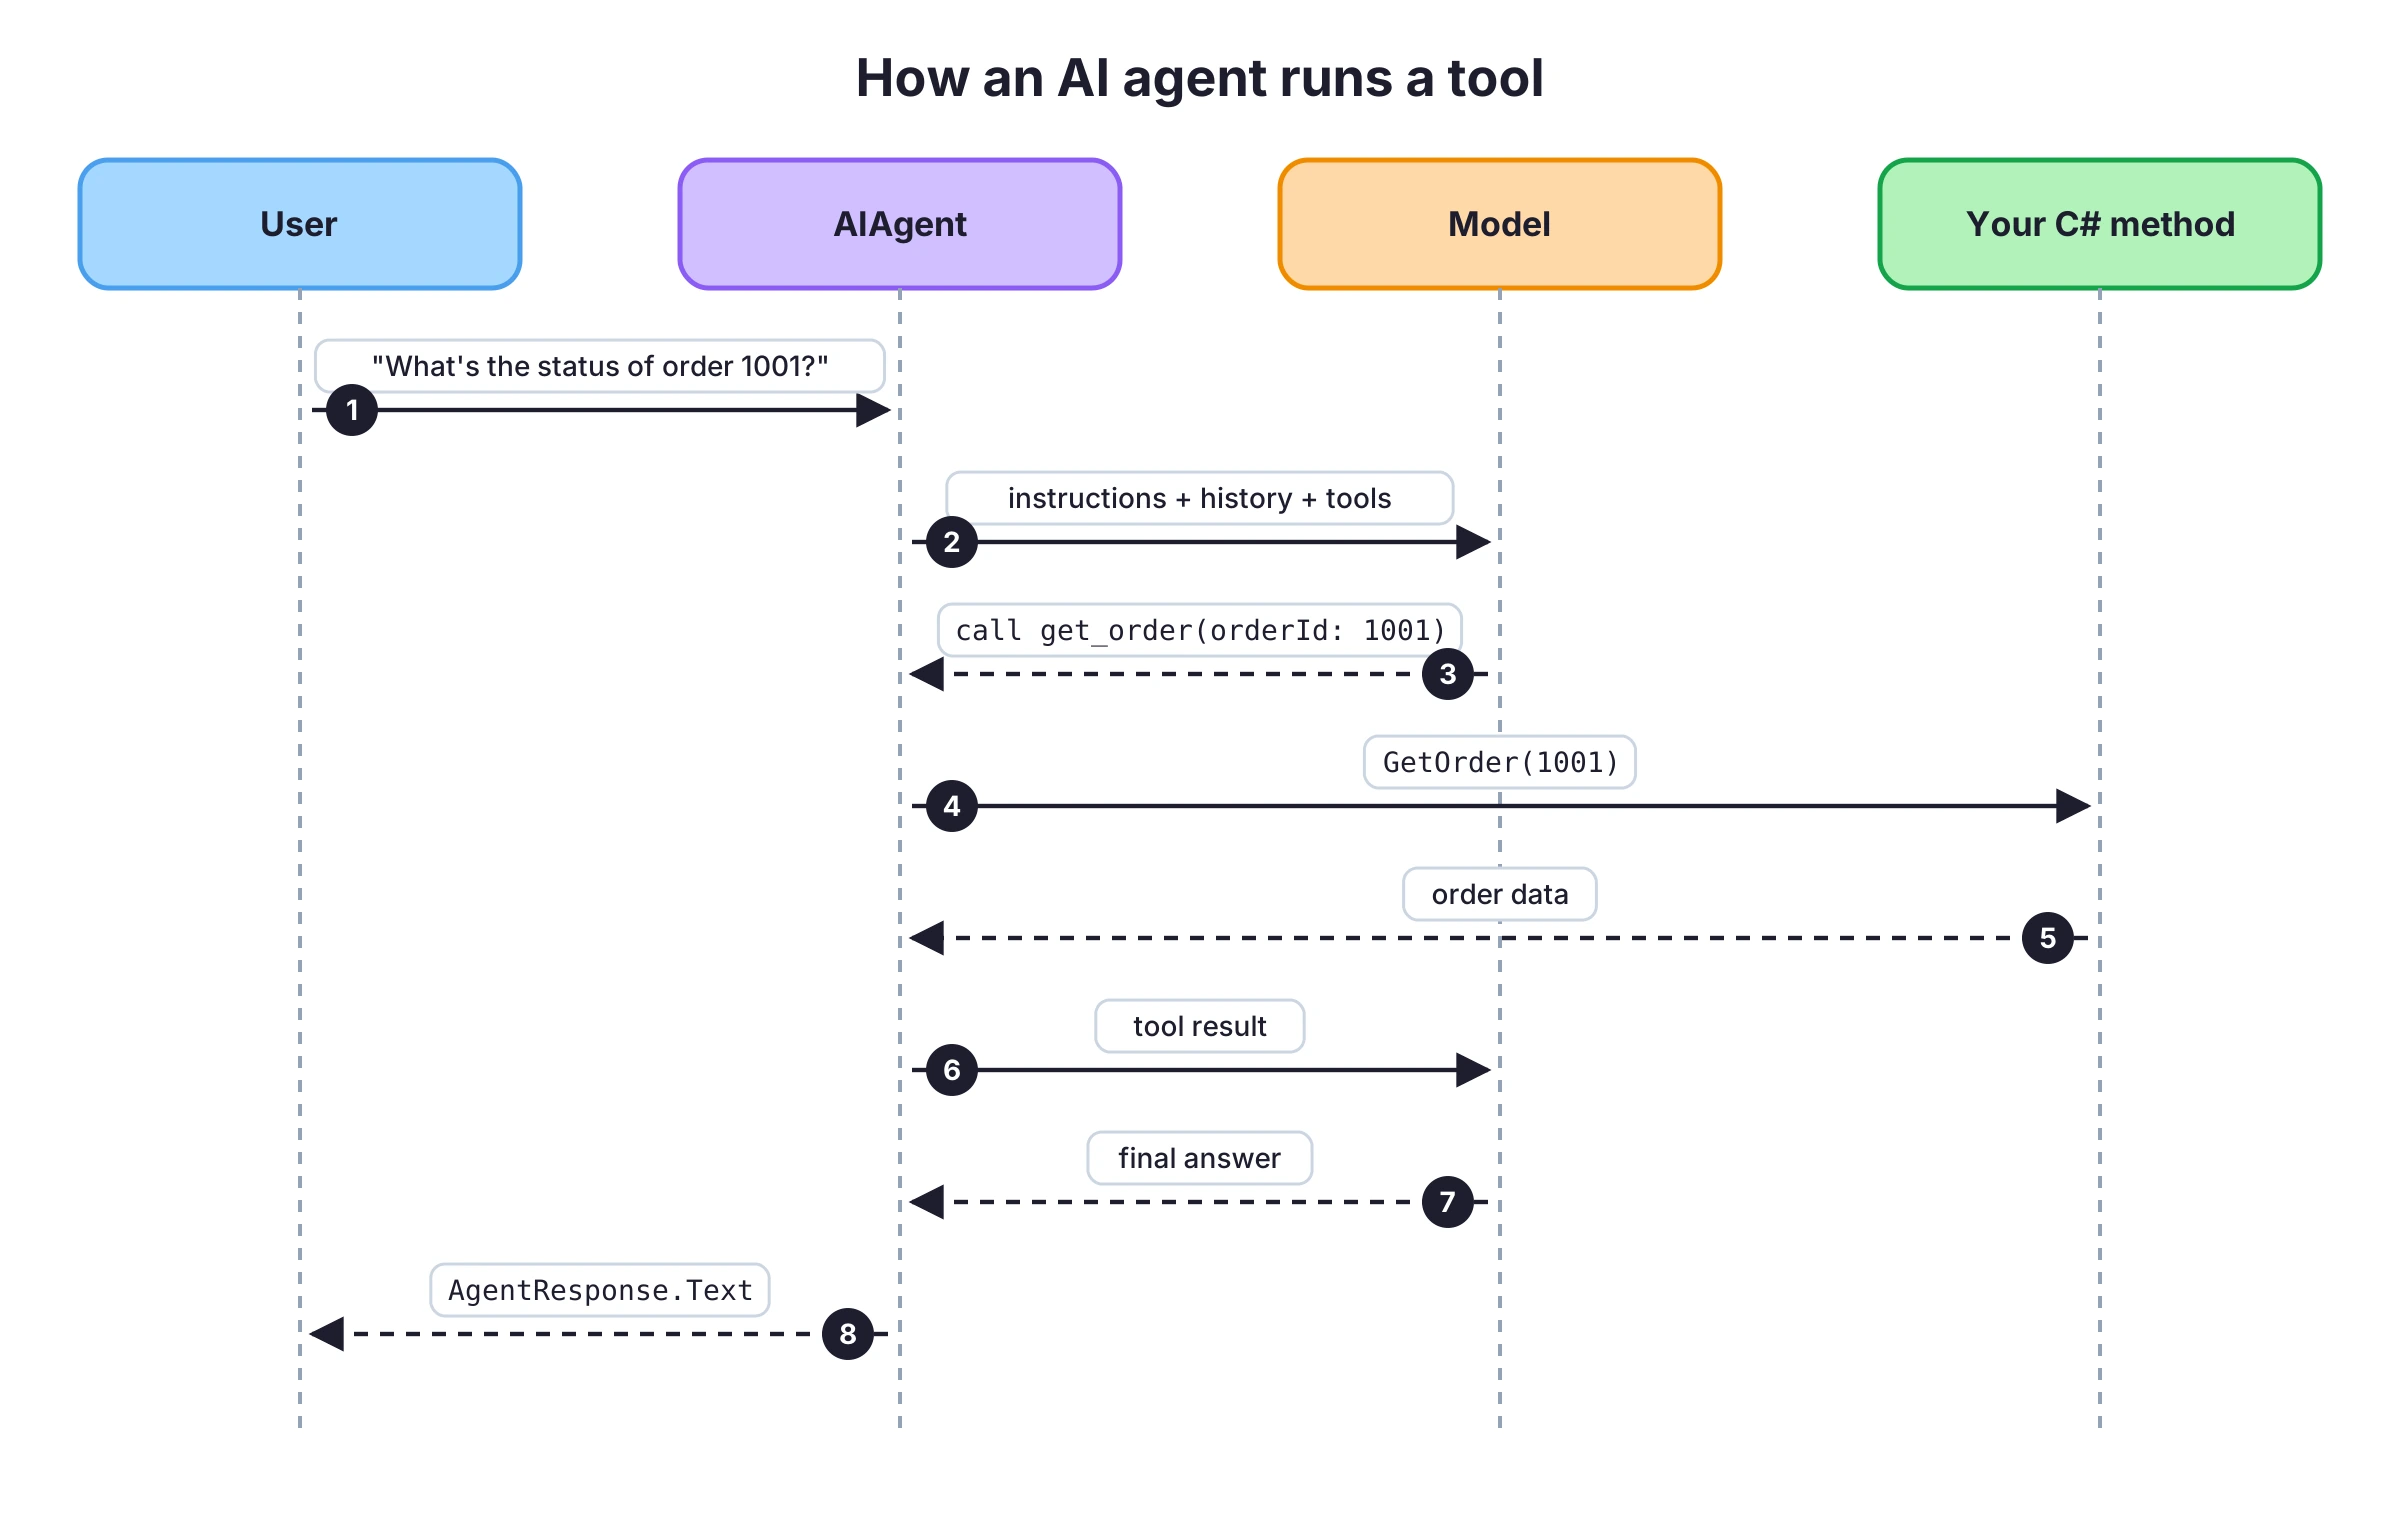 How an AI agent runs a tool
User
AIAgent
Model
Your C# method
"What's the status of order 1001?"
1
instructions + history + tools
2
call get_order(orderId: 1001)
3
GetOrder(1001)
4
order data
5
tool result
6
final answer
7
AgentResponse.Text
8